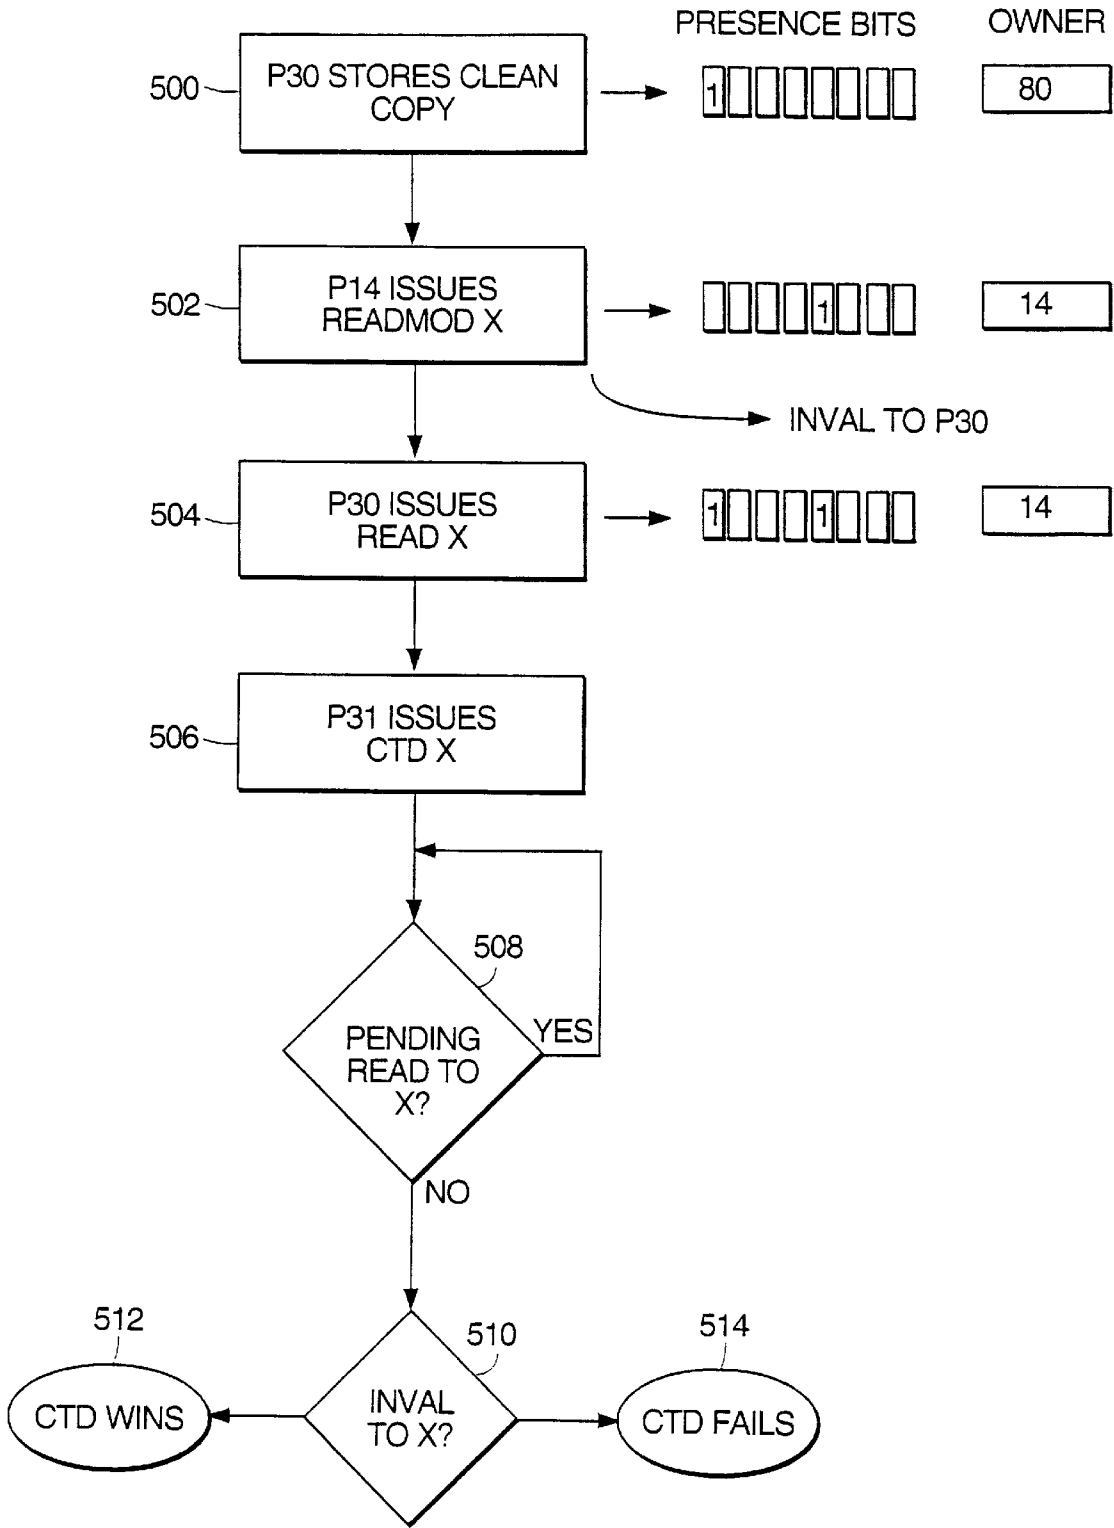 PRESENCE BITS OWNER
500 P30 STORES CLEAN
COPY
1 80
502 P14 ISSUES
READMOD X
1 14
INVAL TO P30
504 P30 ISSUES
READ X
1 1 14
506 P31 ISSUES
CTD X
508
PENDING
READ TO
X?
YES
NO
510
INVAL
TO X?
512
CTD WINS
514
CTD FAILS